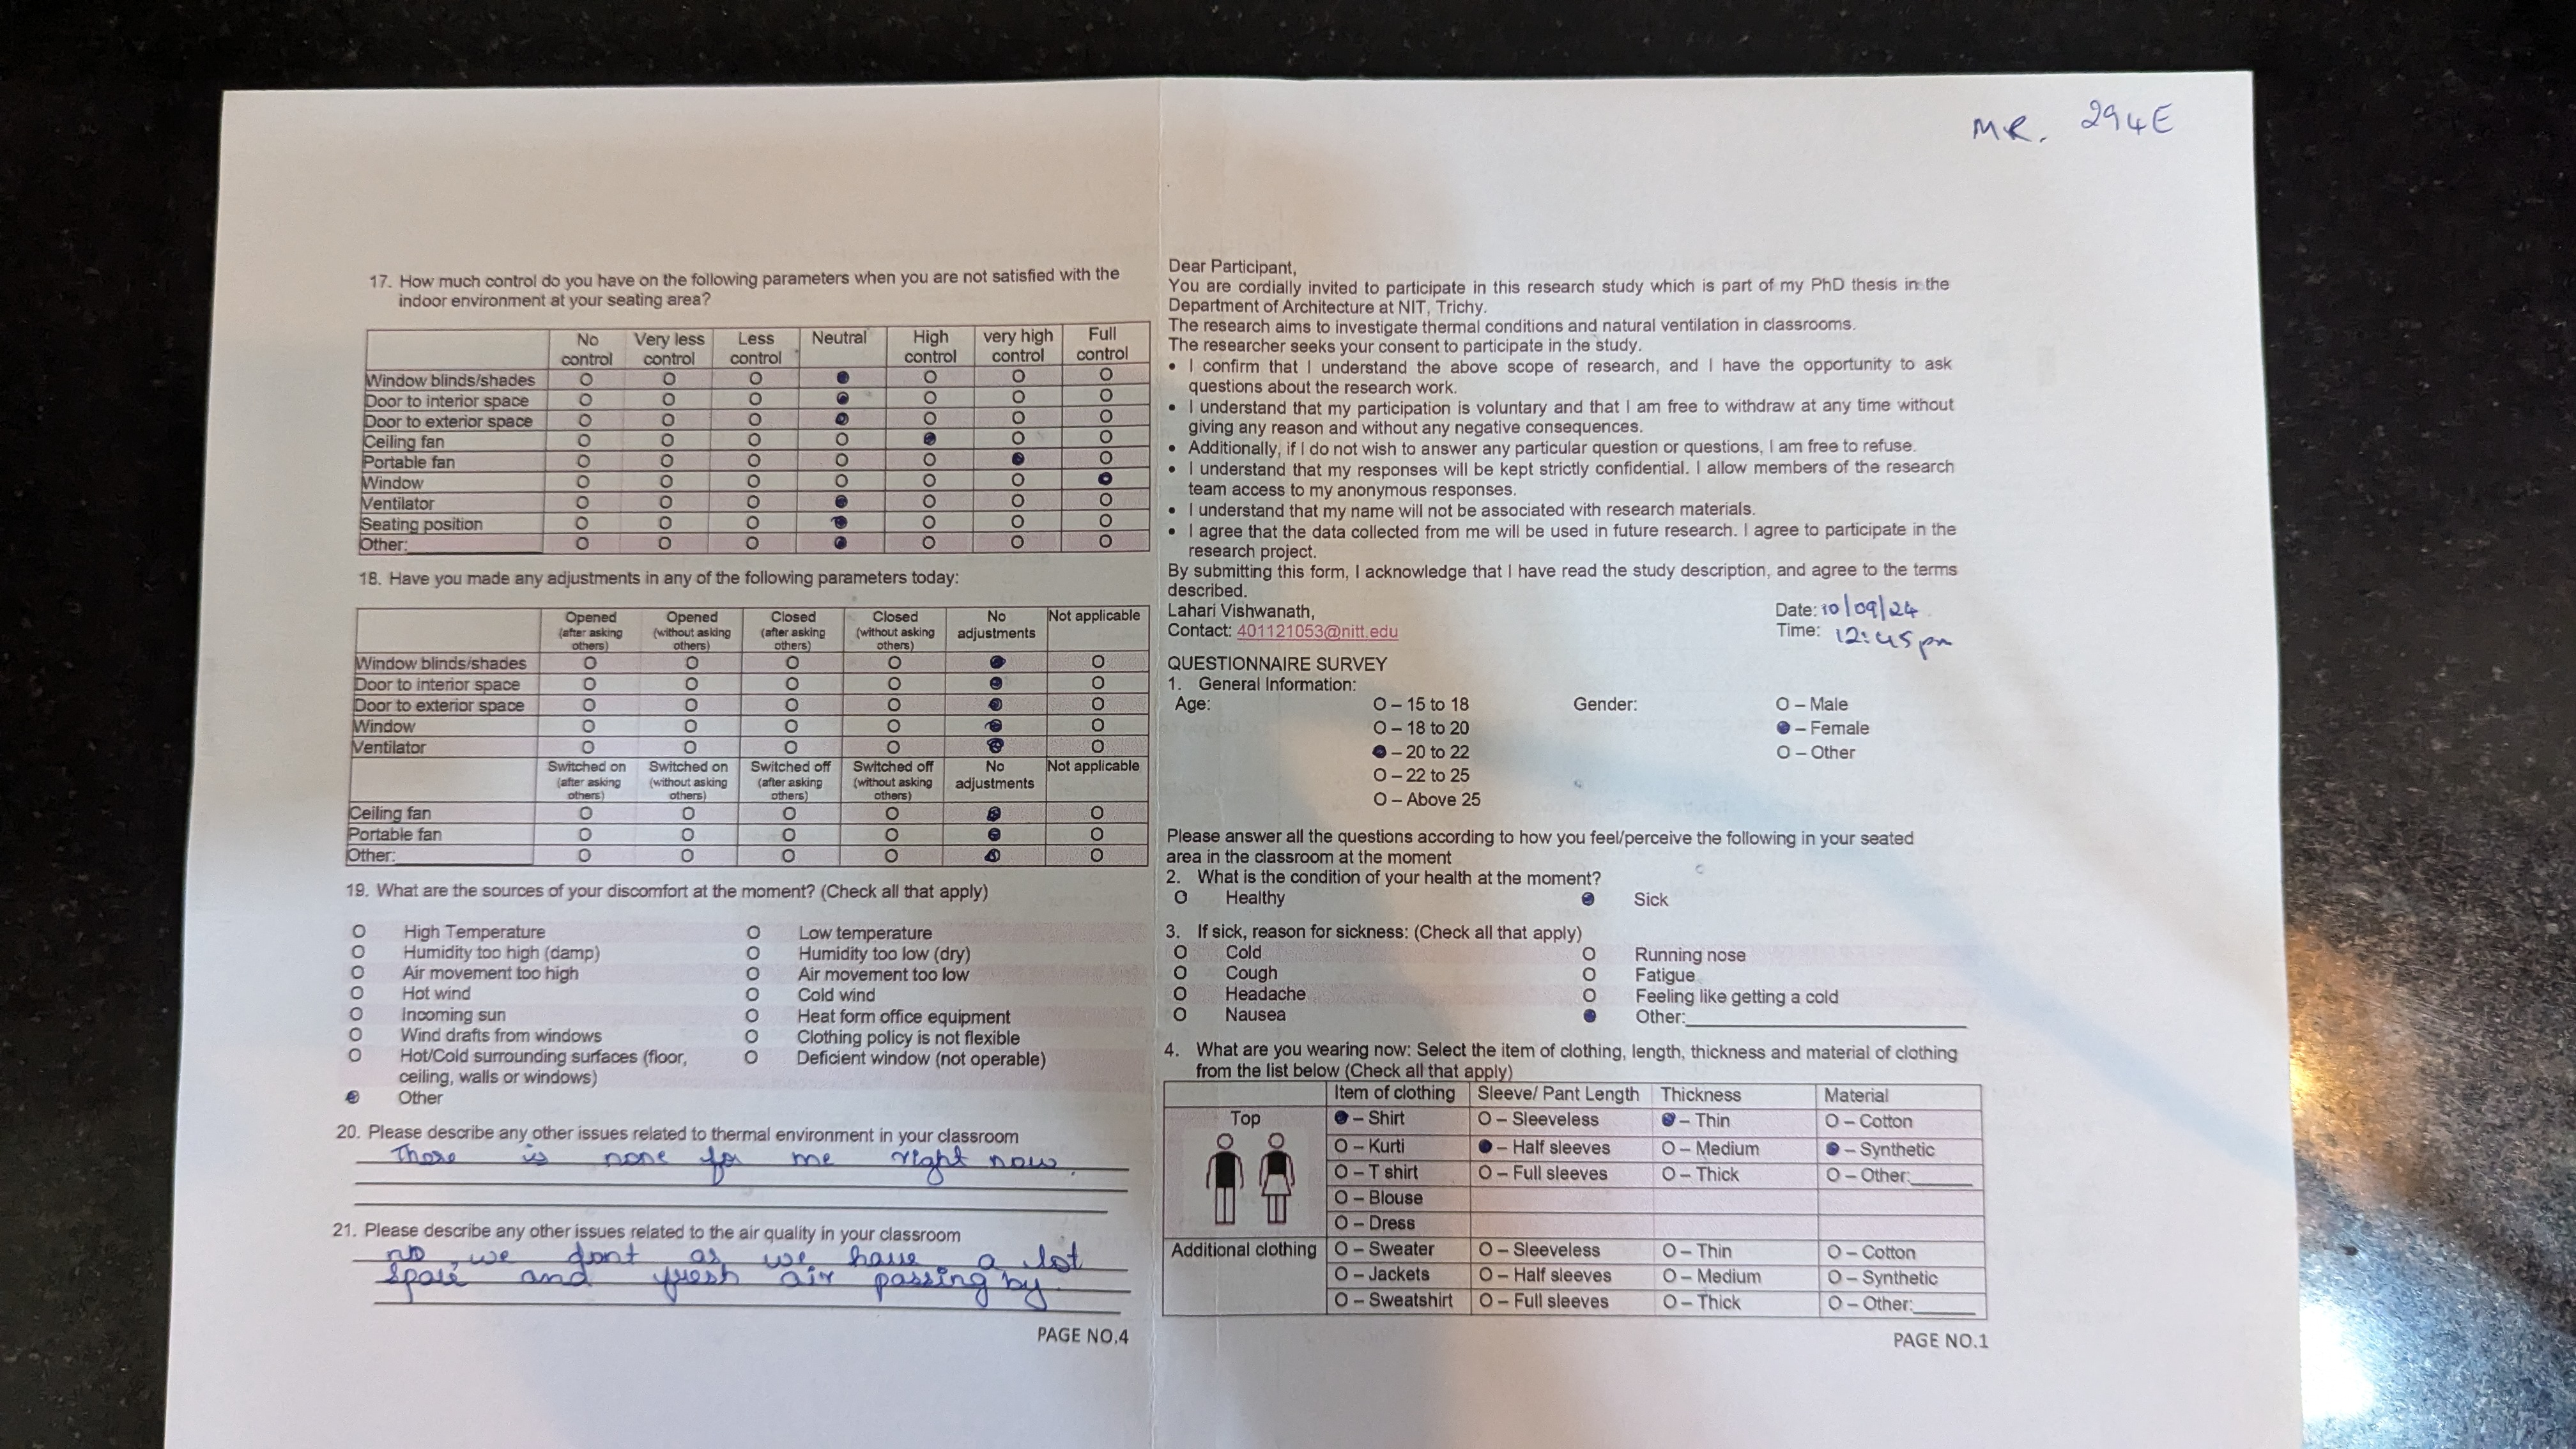 MR. 294E
17. How much control do you have on the following parameters when you are not satisfied with the
indoor environment at your seating area?
No control Very less control Less control Neutral High control very high control Full control
Window blinds/shades O O O ● O O O
Door to interior space O O O ● O O O
Door to exterior space O O O ● O O O
Ceiling fan O O O O ● O O
Portable fan O O O O O ● O
Window O O O O O O ●
Ventilator O O O ● O O O
Seating position O O O ● O O O
Other: O O O ● O O O
18. Have you made any adjustments in any of the following parameters today:
Opened (after asking others) Opened (without asking others) Closed (after asking others) Closed (without asking others) No adjustments Not applicable
Window blinds/shades O O O O ● O
Door to interior space O O O O ● O
Door to exterior space O O O O ● O
Window O O O O ● O
Ventilator O O O O ● O
Switched on (after asking others) Switched on (without asking others) Switched off (after asking others) Switched off (without asking others) No adjustments Not applicable
Ceiling fan O O O O ● O
Portable fan O O O O ● O
Other: O O O O ● O
19. What are the sources of your discomfort at the moment? (Check all that apply)
O High Temperature O Low temperature
O Humidity too high (damp) O Humidity too low (dry)
O Air movement too high O Air movement too low
O Hot wind O Cold wind
O Incoming sun O Heat form office equipment
O Wind drafts from windows O Clothing policy is not flexible
O Hot/Cold surrounding surfaces (floor, O Deficient window (not operable)
ceiling, walls or windows)
● Other
20. Please describe any other issues related to thermal environment in your classroom
There is none for me right now.
21. Please describe any other issues related to the air quality in your classroom
no, we dont as we have a lot
space and fresh air passing by
PAGE NO.4
Dear Participant,
You are cordially invited to participate in this research study which is part of my PhD thesis in the
Department of Architecture at NIT, Trichy.
The research aims to investigate thermal conditions and natural ventilation in classrooms.
The researcher seeks your consent to participate in the study.
• I confirm that I understand the above scope of research, and I have the opportunity to ask
questions about the research work.
• I understand that my participation is voluntary and that I am free to withdraw at any time without
giving any reason and without any negative consequences.
• Additionally, if I do not wish to answer any particular question or questions, I am free to refuse.
• I understand that my responses will be kept strictly confidential. I allow members of the research
team access to my anonymous responses.
• I understand that my name will not be associated with research materials.
• I agree that the data collected from me will be used in future research. I agree to participate in the
research project.
By submitting this form, I acknowledge that I have read the study description, and agree to the terms
described.
Lahari Vishwanath, Date: 10/09/24
Contact: 401121053@nitt.edu Time: 12:45 pm
QUESTIONNAIRE SURVEY
1. General Information:
Age: O – 15 to 18 Gender: O – Male
O – 18 to 20 ● – Female
● – 20 to 22 O – Other
O – 22 to 25
O – Above 25
Please answer all the questions according to how you feel/perceive the following in your seated
area in the classroom at the moment
2. What is the condition of your health at the moment?
O Healthy ● Sick
3. If sick, reason for sickness: (Check all that apply)
O Cold O Running nose
O Cough O Fatigue
O Headache O Feeling like getting a cold
O Nausea ● Other:
4. What are you wearing now: Select the item of clothing, length, thickness and material of clothing
from the list below (Check all that apply)
Item of clothing Sleeve/ Pant Length Thickness Material
Top ● – Shirt O – Sleeveless ● – Thin O – Cotton
O – Kurti ● – Half sleeves O – Medium ● – Synthetic
O – T shirt O – Full sleeves O – Thick O – Other:
O – Blouse
O – Dress
Additional clothing O – Sweater O – Sleeveless O – Thin O – Cotton
O – Jackets O – Half sleeves O – Medium O – Synthetic
O – Sweatshirt O – Full sleeves O – Thick O – Other:
PAGE NO.1